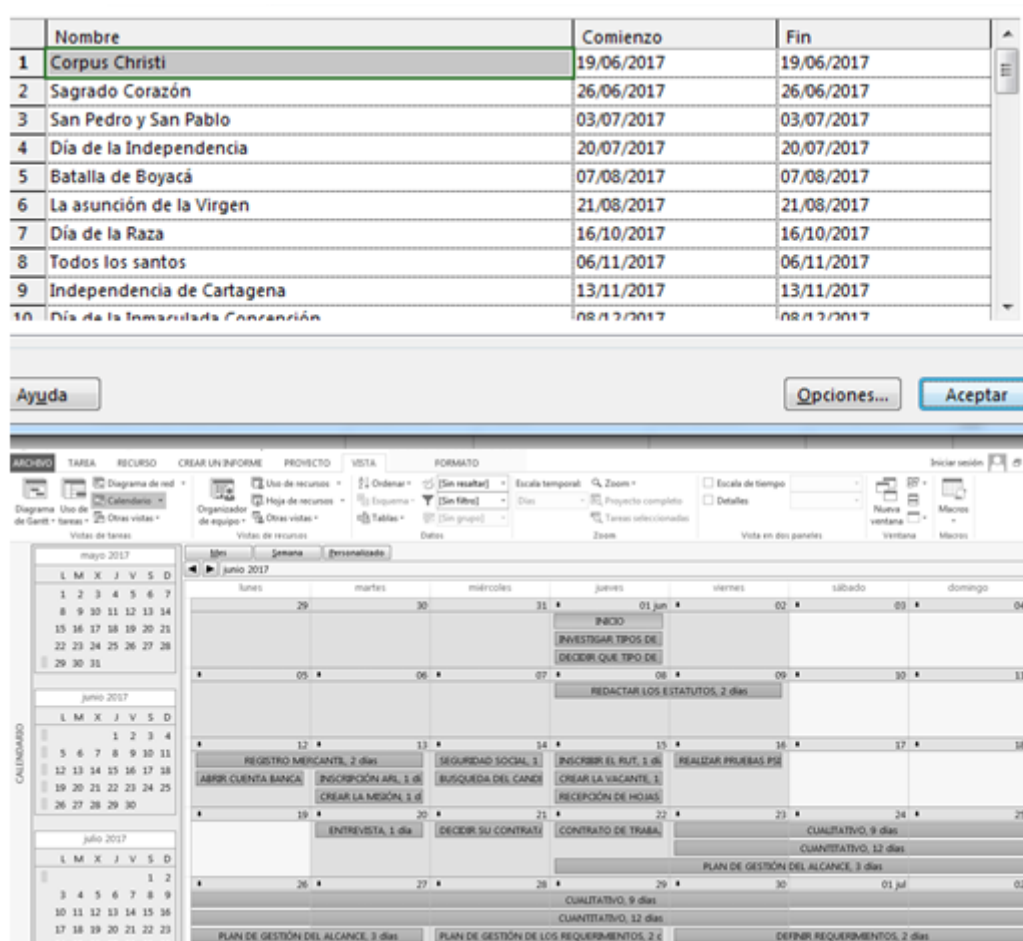 Nombre Comienzo Fin
1 Corpus Christi 19/06/2017 19/06/2017
2 Sagrado Corazón 26/06/2017 26/06/2017
3 San Pedro y San Pablo 03/07/2017 03/07/2017
4 Día de la Independencia 20/07/2017 20/07/2017
5 Batalla de Boyacá 07/08/2017 07/08/2017
6 La asunción de la Virgen 21/08/2017 21/08/2017
7 Día de la Raza 16/10/2017 16/10/2017
8 Todos los santos 06/11/2017 06/11/2017
9 Independencia de Cartagena 13/11/2017 13/11/2017
10 Día de la Inmaculada Concepción 08/12/2017 08/12/2017
Ayuda Opciones... Aceptar
ARCHIVO TAREA RECURSO CREAR UN INFORME PROYECTO VISTA FORMATO Iniciar sesión
Diagrama de red Uso de recursos Ordenar [Sin resaltar] Escala temporal: Zoom Escala de tiempo
Calendario Hoja de recursos Esquema [Sin filtro] Días Proyecto completo Detalles
Diagrama de Gantt Uso de tareas Otras vistas Organizador de equipo Otras vistas Tablas [Sin grupo] Tareas seleccionadas Nueva ventana Macros
Vistas de tareas Vistas de recursos Datos Zoom Vista en dos paneles Ventana Macros
CALENDARIO
mayo 2017
L M X J V S D
1 2 3 4 5 6 7
8 9 10 11 12 13 14
15 16 17 18 19 20 21
22 23 24 25 26 27 28
29 30 31
junio 2017
L M X J V S D
1 2 3 4
5 6 7 8 9 10 11
12 13 14 15 16 17 18
19 20 21 22 23 24 25
26 27 28 29 30
julio 2017
L M X J V S D
1 2
3 4 5 6 7 8 9
10 11 12 13 14 15 16
17 18 19 20 21 22 23
Mes Semana Personalizado
junio 2017
lunes martes miércoles jueves viernes sábado domingo
29 30 31 01 jun 02 03 04
INICIO
INVESTIGAR TIPOS DE
DECIDIR QUE TIPO DE
05 06 07 08 09 10 11
REDACTAR LOS ESTATUTOS, 2 días
12 13 14 15 16 17 18
REGISTRO MERCANTIL, 2 días SEGURIDAD SOCIAL, 1 INSCRIBIR EL RUT, 1 dí REALIZAR PRUEBAS PSI
ABRIR CUENTA BANCA INSCRIPCIÓN ARL, 1 dí BUSQUEDA DEL CANDI CREAR LA VACANTE, 1
CREAR LA MISIÓN, 1 d RECEPCIÓN DE HOJAS
19 20 21 22 23 24 25
ENTREVISTA, 1 día DECIDIR SU CONTRATA CONTRATO DE TRABA, CUALITATIVO, 9 días
CUANTITATIVO, 12 días
PLAN DE GESTIÓN DEL ALCANCE, 3 días
26 27 28 29 30 01 jul 02
CUALITATIVO, 9 días
CUANTITATIVO, 12 días
PLAN DE GESTIÓN DEL ALCANCE, 3 días PLAN DE GESTIÓN DE LOS REQUERIMIENTOS, 2 d DEFINIR REQUERIMIENTOS, 2 días